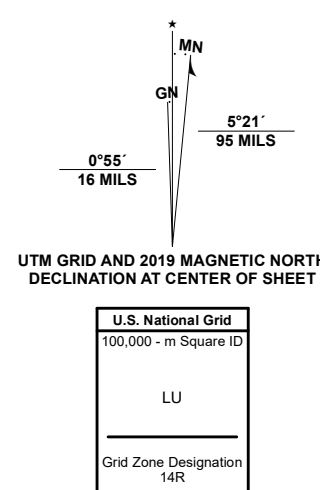 ★
MN
GN
5°21´
95 MILS
0°55´
16 MILS
UTM GRID AND 2019 MAGNETIC NORTH
DECLINATION AT CENTER OF SHEET
U.S. National Grid
100,000 - m Square ID
LU
Grid Zone Designation
14R